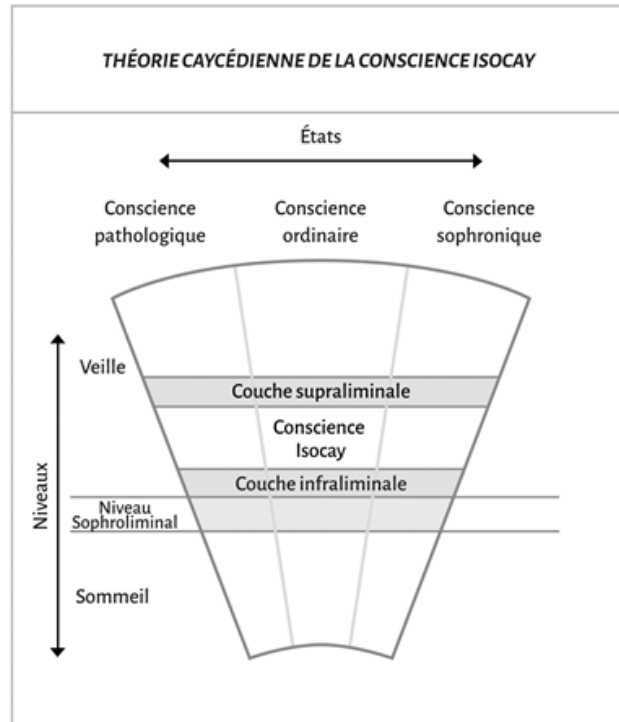 THÉORIE CAYCÉDIENNE DE LA CONSCIENCE ISOCAY
États
Conscience
pathologique
Conscience
ordinaire
Conscience
sophronique
Veille
Couche supraliminale
Conscience
Isocay
Couche infraliminale
Niveaux
Niveau
Sophroliminal
Sommeil